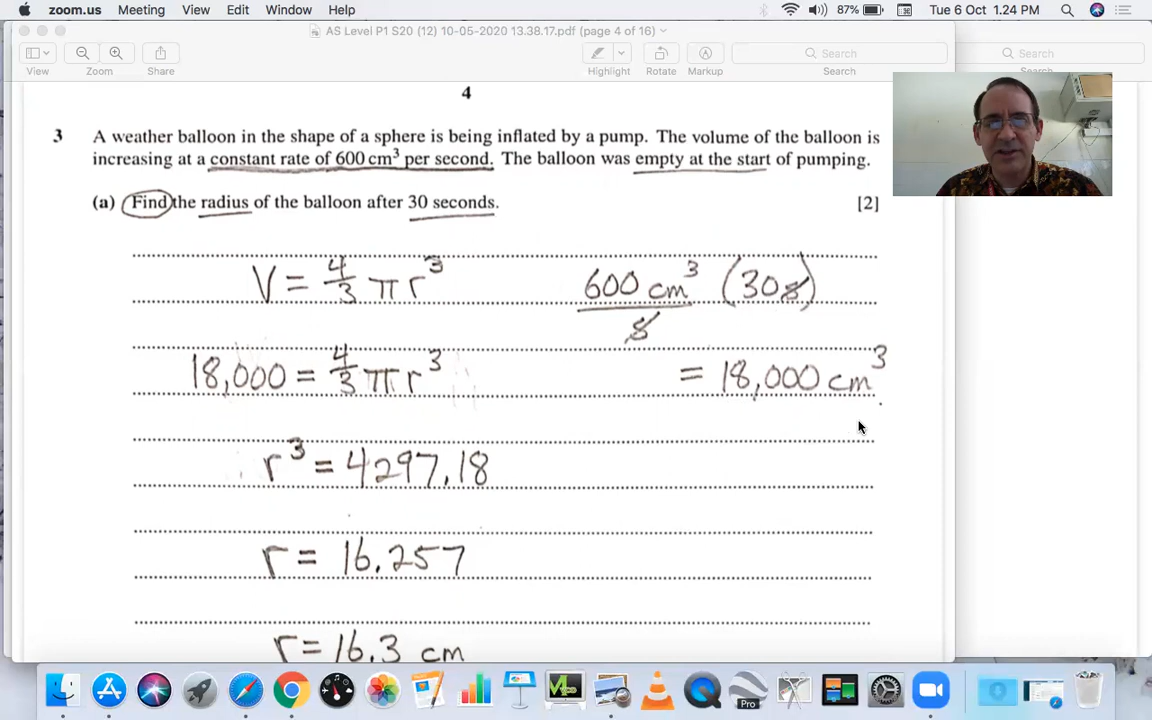 zoom.us Meeting View Edit Window Help 87% Tue 6 Oct 1.24 PM
AS Level P1 S20 (12) 10-05-2020 13.38.17.pdf (page 4 of 16)
Search
Search
View Zoom Share Highlight Rotate Markup Search
4
3 A weather balloon in the shape of a sphere is being inflated by a pump. The volume of the balloon is
increasing at a constant rate of 600 cm³ per second. The balloon was empty at the start of pumping.
(a) Find the radius of the balloon after 30 seconds. [2]
V = 4/3 π r³ 600 cm³/s (30s)
18,000 = 4/3 π r³ = 18,000 cm³
r³ = 4297.18
r = 16.257
r = 16.3 cm
Pro